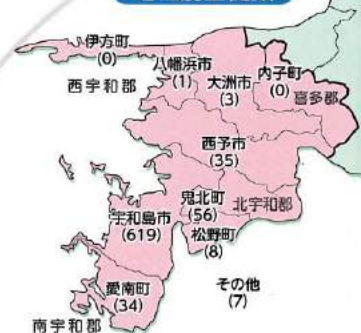 伊方町
(0)
八幡浜市
(1)
大洲市
(3)
内子町
(0)
西宇和郡
喜多郡
西予市
(35)
鬼北町
(56)
北宇和郡
宇和島市
(619)
松野町
(8)
愛南町
(34)
その他
(7)
南宇和郡